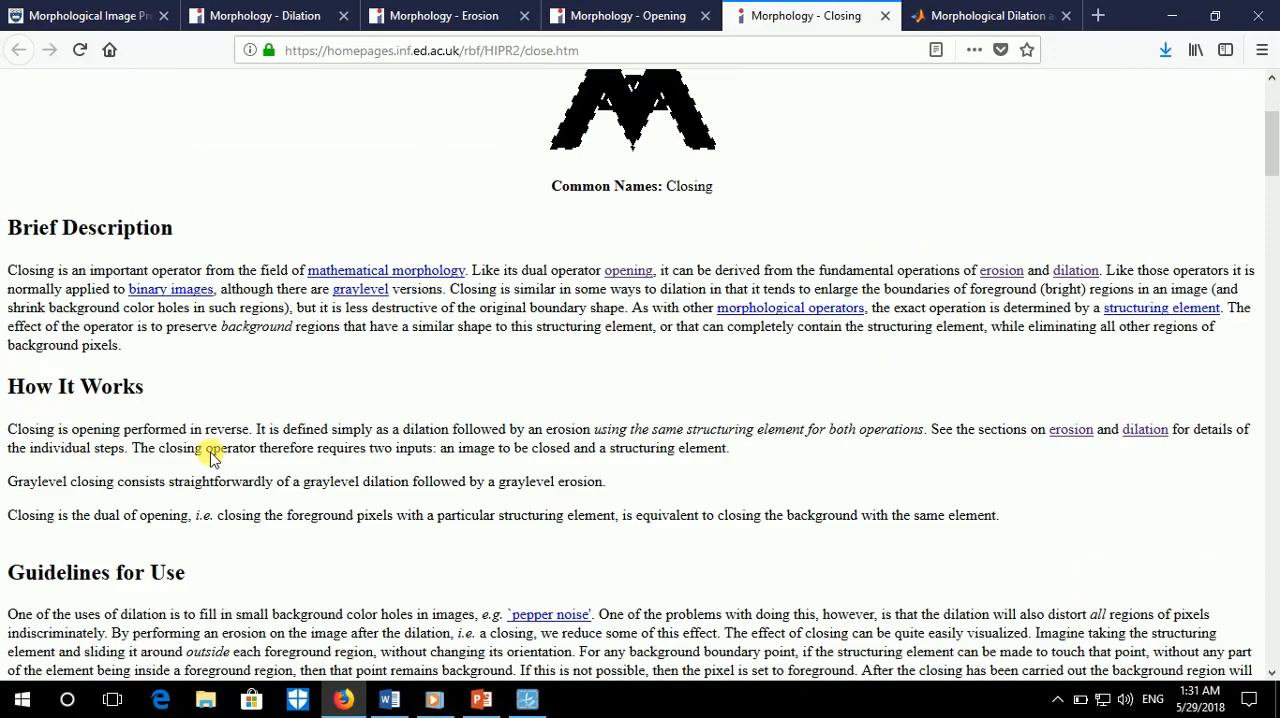 Morphological Image Pr
Morphology - Dilation
Morphology - Erosion
Morphology - Opening
Morphology - Closing
Morphological Dilation a
https://homepages.inf.ed.ac.uk/rbf/HIPR2/close.htm
Common Names: Closing
Brief Description
Closing is an important operator from the field of mathematical morphology. Like its dual operator opening, it can be derived from the fundamental operations of erosion and dilation. Like those operators it is
normally applied to binary images, although there are graylevel versions. Closing is similar in some ways to dilation in that it tends to enlarge the boundaries of foreground (bright) regions in an image (and
shrink background color holes in such regions), but it is less destructive of the original boundary shape. As with other morphological operators, the exact operation is determined by a structuring element. The
effect of the operator is to preserve background regions that have a similar shape to this structuring element, or that can completely contain the structuring element, while eliminating all other regions of
background pixels.
How It Works
Closing is opening performed in reverse. It is defined simply as a dilation followed by an erosion using the same structuring element for both operations. See the sections on erosion and dilation for details of
the individual steps. The closing operator therefore requires two inputs: an image to be closed and a structuring element.
Graylevel closing consists straightforwardly of a graylevel dilation followed by a graylevel erosion.
Closing is the dual of opening, i.e. closing the foreground pixels with a particular structuring element, is equivalent to closing the background with the same element.
Guidelines for Use
One of the uses of dilation is to fill in small background color holes in images, e.g. `pepper noise'. One of the problems with doing this, however, is that the dilation will also distort all regions of pixels
indiscriminately. By performing an erosion on the image after the dilation, i.e. a closing, we reduce some of this effect. The effect of closing can be quite easily visualized. Imagine taking the structuring
element and sliding it around outside each foreground region, without changing its orientation. For any background boundary point, if the structuring element can be made to touch that point, without any part
of the element being inside a foreground region, then that point remains background. If this is not possible, then the pixel is set to foreground. After the closing has been carried out the background region will
ENG
1:31 AM
5/29/2018